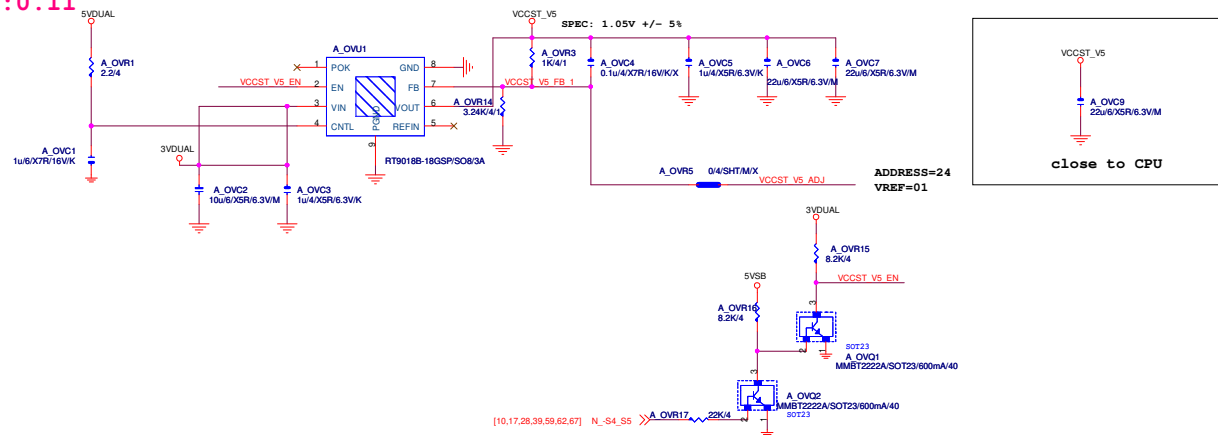 :0.11
5VDUAL
A_OVR1
2.2/4
A_OVC1
1u/6/X7R/16V/K
VCCST_V5_EN
3VDUAL
A_OVC2
10u/6/X5R/6.3V/M
A_OVC3
1u/4/X5R/6.3V/K
A_OVU1
1 POK GND 8
2 EN FB 7
3 VIN VOUT 6
4 CNTL REFIN 5
PGND
9
RT9018B-18GSP/SO8/3A
VCCST_V5
SPEC: 1.05V +/- 5%
A_OVR3
1K/4/1
VCCST_V5_FB_1
A_OVR14
3.24K/4/1
A_OVC4
0.1u/4/X7R/16V/K/X
A_OVC5
1u/4/X5R/6.3V/K
A_OVC6
22u/6/X5R/6.3V/M
A_OVC7
22u/6/X5R/6.3V/M
A_OVR5 0/4/SHT/M/X
VCCST_V5_ADJ
ADDRESS=24
VREF=01
VCCST_V5
A_OVC9
22u/6/X5R/6.3V/M
close to CPU
3VDUAL
A_OVR15
8.2K/4
VCCST_V5_EN
5VSB
A_OVR16
8.2K/4
3
2
1
SOT23
A_OVQ1
MMBT2222A/SOT23/600mA/40
3
2
1
A_OVQ2
MMBT2222A/SOT23/600mA/40
SOT23
[10,17,28,39,59,62,67] N_-S4_S5
A_OVR17 22K/4